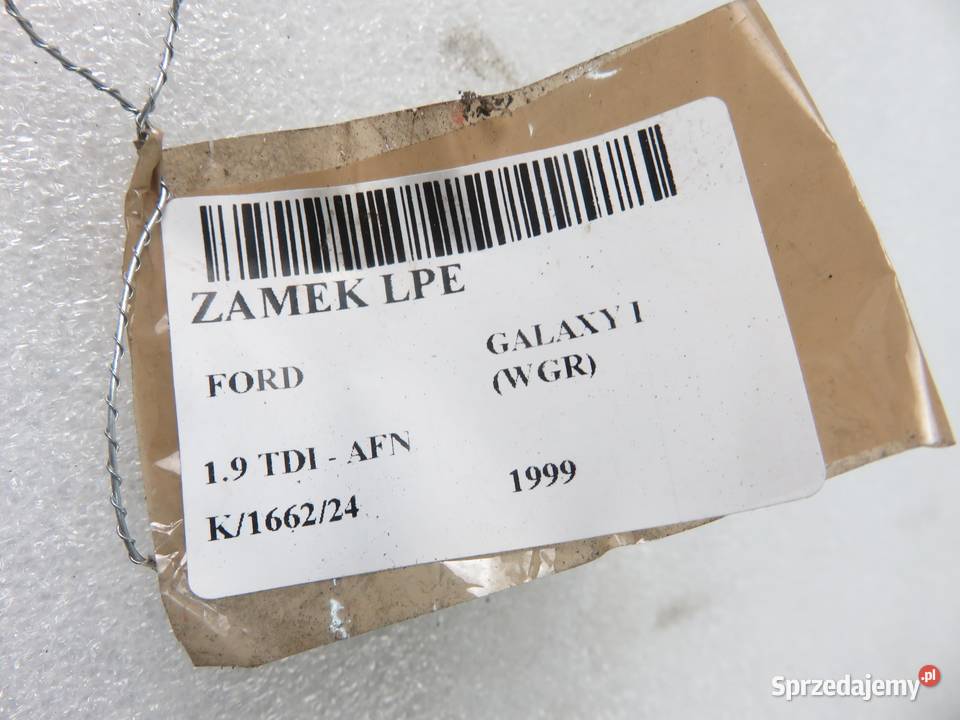 ZAMEK LPE
FORD
GALAXY I
(WGR)
1.9 TDI - AFN
K/1662/24
1999
Sprzedajemy.pl